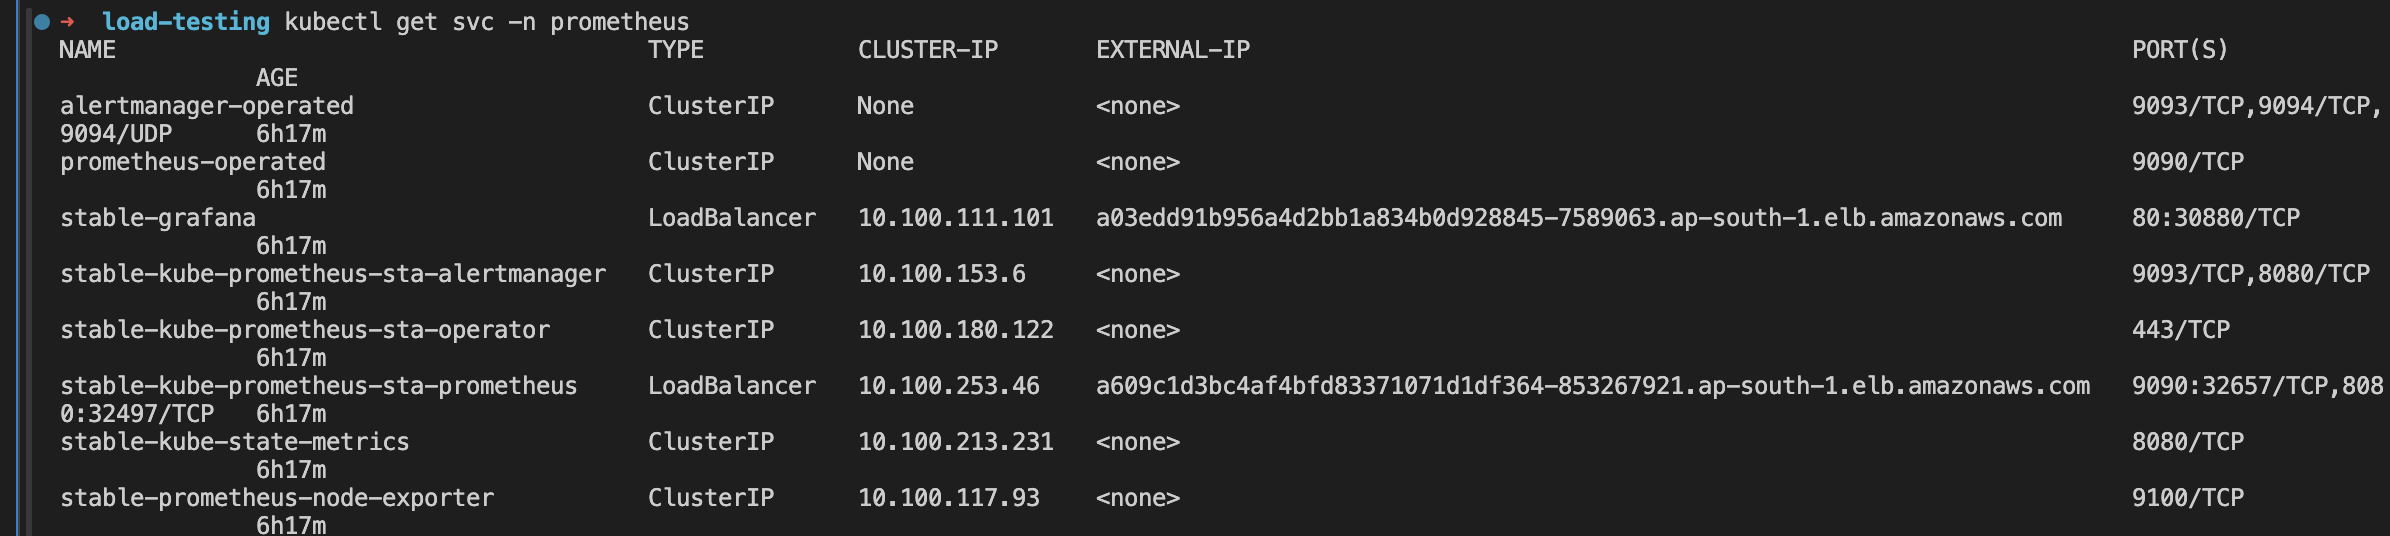 ➜ load-testing kubectl get svc -n prometheus
NAME TYPE CLUSTER-IP EXTERNAL-IP PORT(S)
AGE
alertmanager-operated ClusterIP None <none> 9093/TCP,9094/TCP,
9094/UDP 6h17m
prometheus-operated ClusterIP None <none> 9090/TCP
6h17m
stable-grafana LoadBalancer 10.100.111.101 a03edd91b956a4d2bb1a834b0d928845-7589063.ap-south-1.elb.amazonaws.com 80:30880/TCP
6h17m
stable-kube-prometheus-sta-alertmanager ClusterIP 10.100.153.6 <none> 9093/TCP,8080/TCP
6h17m
stable-kube-prometheus-sta-operator ClusterIP 10.100.180.122 <none> 443/TCP
6h17m
stable-kube-prometheus-sta-prometheus LoadBalancer 10.100.253.46 a609c1d3bc4af4bfd83371071d1df364-853267921.ap-south-1.elb.amazonaws.com 9090:32657/TCP,808
0:32497/TCP 6h17m
stable-kube-state-metrics ClusterIP 10.100.213.231 <none> 8080/TCP
6h17m
stable-prometheus-node-exporter ClusterIP 10.100.117.93 <none> 9100/TCP
6h17m